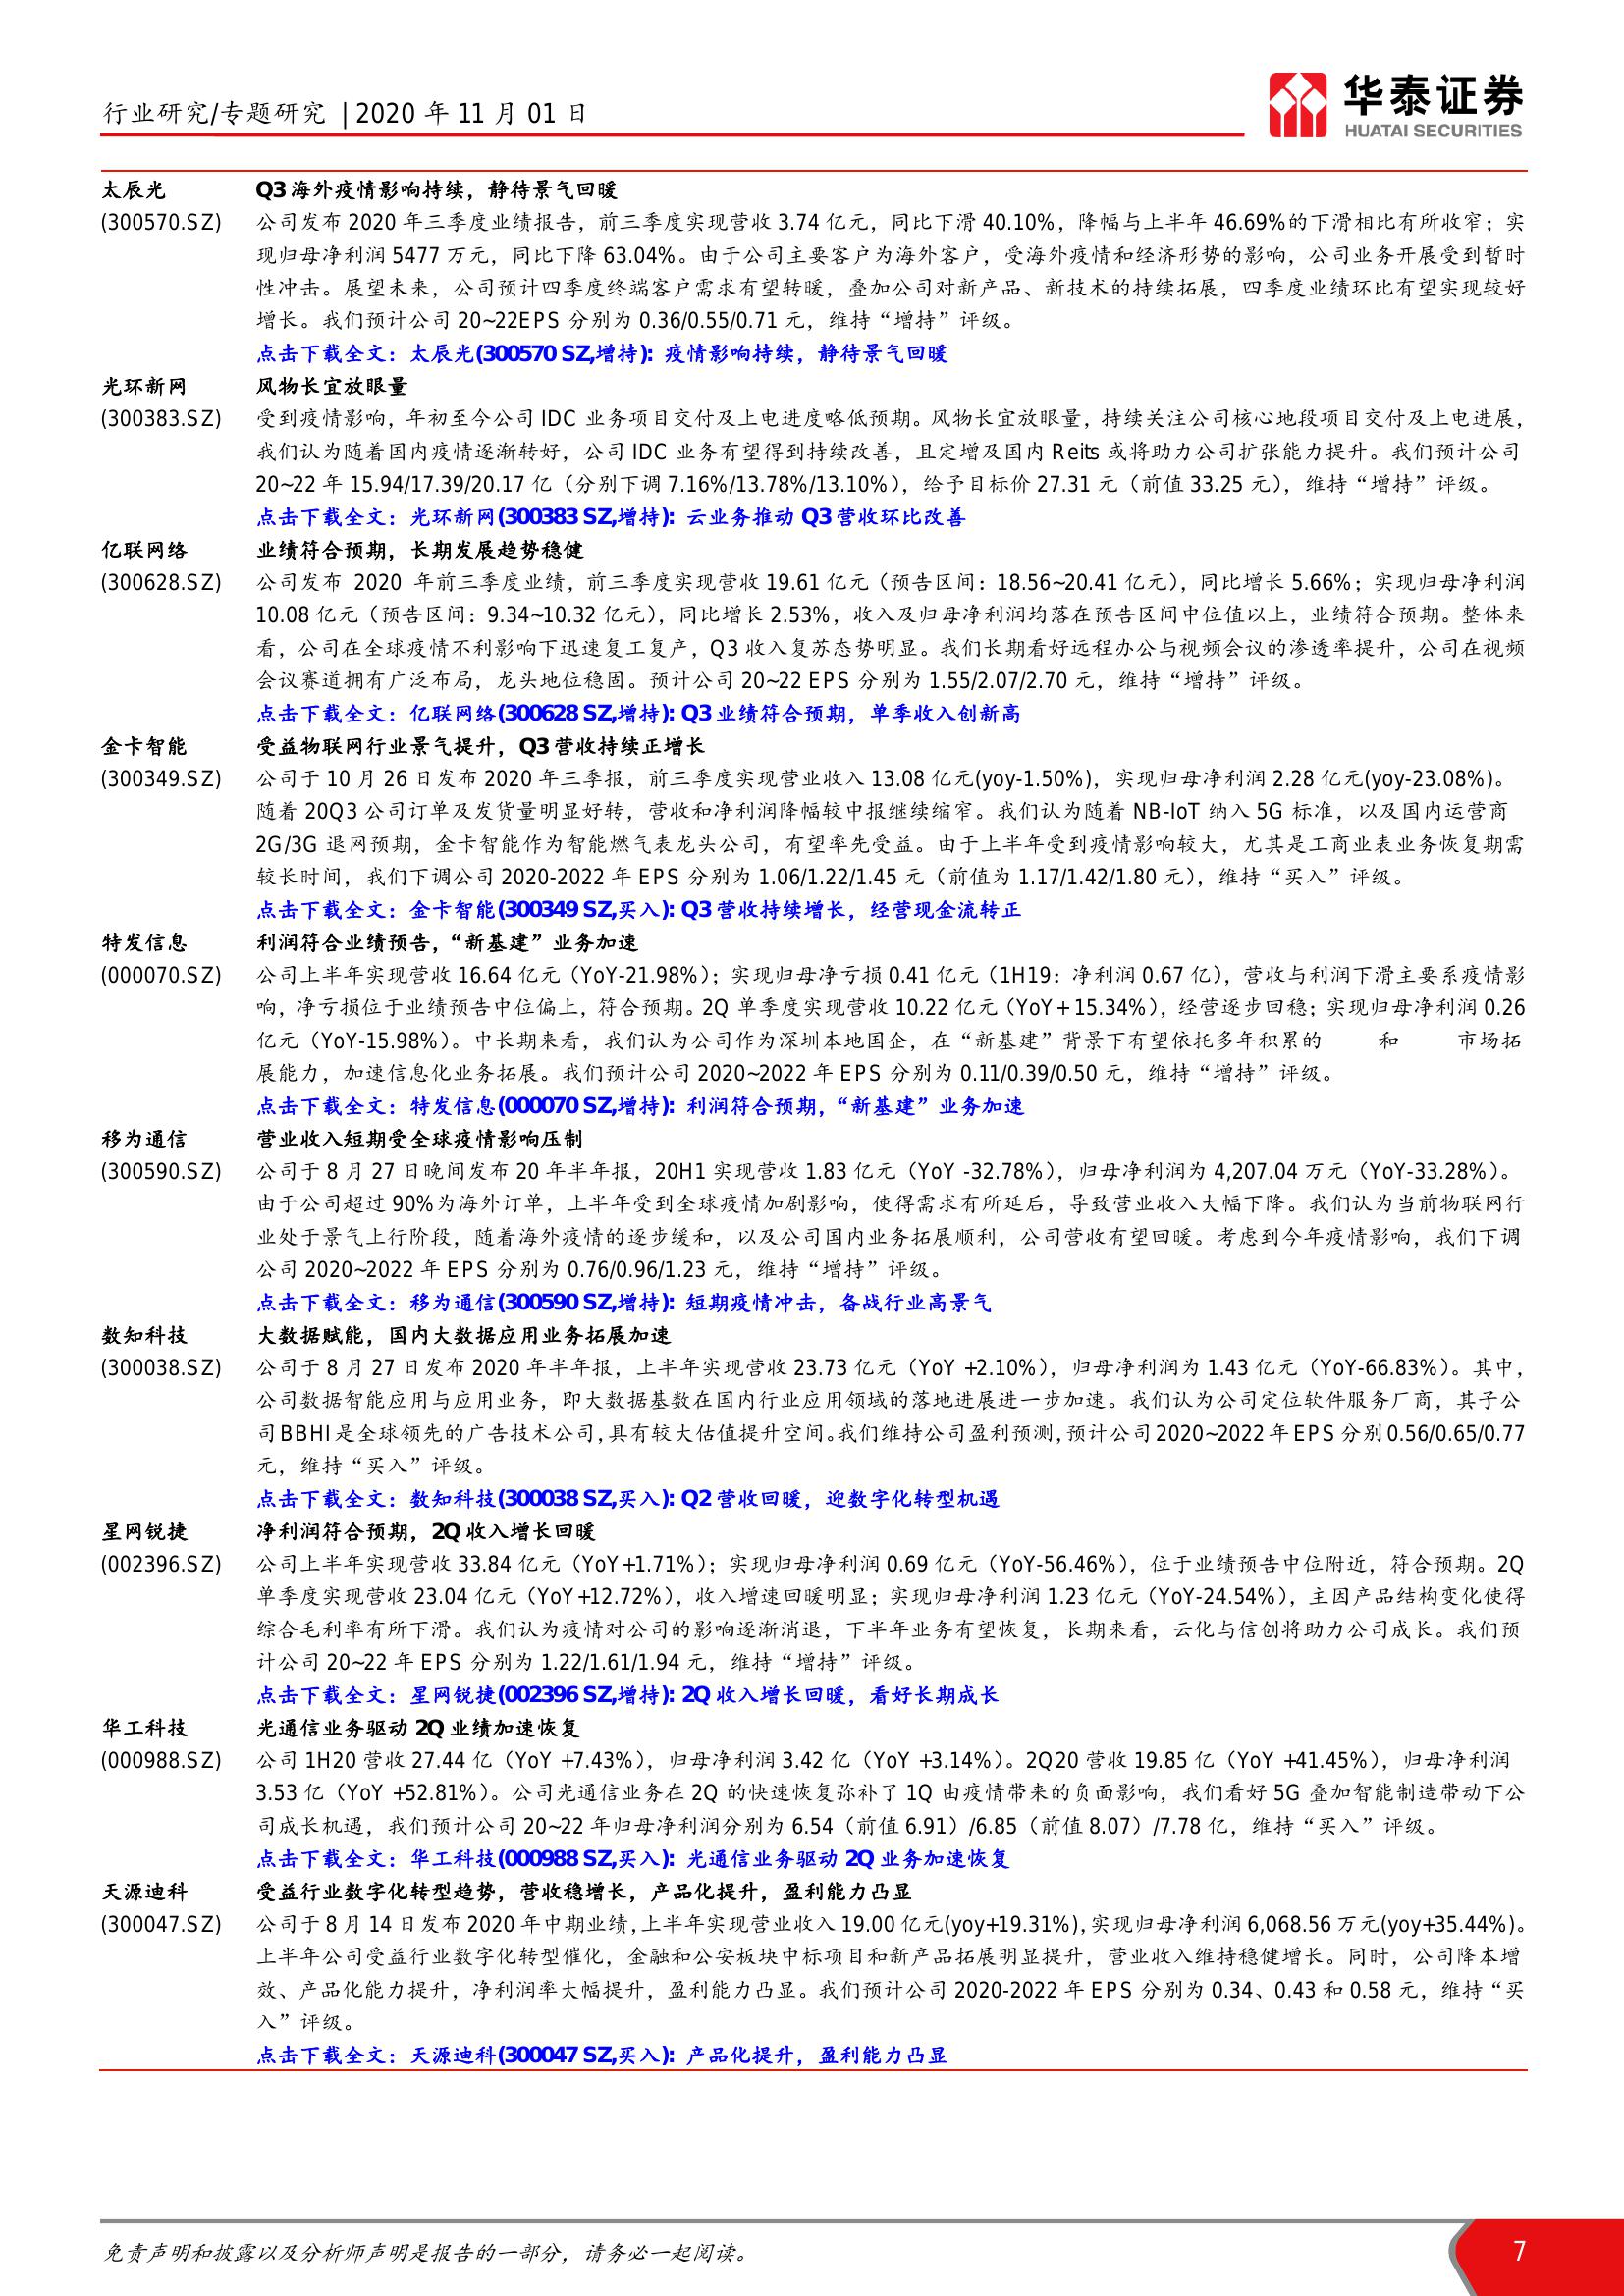 行业研究/专题研究 | 2020 年 11 月 01 日
华泰证券
HUATAI SECURITIES
太辰光 Q3 海外疫情影响持续，静待景气回暖
(300570.SZ) 公司发布 2020 年三季度业绩报告，前三季度实现营收 3.74 亿元，同比下滑 40.10%，降幅与上半年 46.69%的下滑相比有所收窄；实
现归母净利润 5477 万元，同比下降 63.04%。由于公司主要客户为海外客户，受海外疫情和经济形势的影响，公司业务开展受到暂时
性冲击。展望未来，公司预计四季度终端客户需求有望转暖，叠加公司对新产品、新技术的持续拓展，四季度业绩环比有望实现较好
增长。我们预计公司 20~22EPS 分别为 0.36/0.55/0.71 元，维持“增持”评级。
点击下载全文：太辰光(300570 SZ,增持): 疫情影响持续，静待景气回暖
光环新网 风物长宜放眼量
(300383.SZ) 受到疫情影响，年初至今公司 IDC 业务项目交付及上电进度略低预期。风物长宜放眼量，持续关注公司核心地段项目交付及上电进展，
我们认为随着国内疫情逐渐转好，公司 IDC 业务有望得到持续改善，且定增及国内 Reits 或将助力公司扩张能力提升。我们预计公司
20~22 年 15.94/17.39/20.17 亿（分别下调 7.16%/13.78%/13.10%），给予目标价 27.31 元（前值 33.25 元），维持“增持”评级。
点击下载全文：光环新网(300383 SZ,增持): 云业务推动 Q3 营收环比改善
亿联网络 业绩符合预期，长期发展趋势稳健
(300628.SZ) 公司发布 2020 年前三季度业绩，前三季度实现营收 19.61 亿元（预告区间：18.56~20.41 亿元），同比增长 5.66%；实现归母净利润
10.08 亿元（预告区间：9.34~10.32 亿元），同比增长 2.53%，收入及归母净利润均落在预告区间中位值以上，业绩符合预期。整体来
看，公司在全球疫情不利影响下迅速复工复产，Q3 收入复苏态势明显。我们长期看好远程办公与视频会议的渗透率提升，公司在视频
会议赛道拥有广泛布局，龙头地位稳固。预计公司 20~22 EPS 分别为 1.55/2.07/2.70 元，维持“增持”评级。
点击下载全文：亿联网络(300628 SZ,增持): Q3 业绩符合预期，单季收入创新高
金卡智能 受益物联网行业景气提升，Q3 营收持续正增长
(300349.SZ) 公司于 10 月 26 日发布 2020 年三季报，前三季度实现营业收入 13.08 亿元(yoy-1.50%)，实现归母净利润 2.28 亿元(yoy-23.08%)。
随着 20Q3 公司订单及发货量明显好转，营收和净利润降幅较中报继续缩窄。我们认为随着 NB-IoT 纳入 5G 标准，以及国内运营商
2G/3G 退网预期，金卡智能作为智能燃气表龙头公司，有望率先受益。由于上半年受到疫情影响较大，尤其是工商业表业务恢复期需
较长时间，我们下调公司 2020-2022 年 EPS 分别为 1.06/1.22/1.45 元（前值为 1.17/1.42/1.80 元），维持“买入”评级。
点击下载全文：金卡智能(300349 SZ,买入): Q3 营收持续增长，经营现金流转正
特发信息 利润符合业绩预告，“新基建”业务加速
(000070.SZ) 公司上半年实现营收 16.64 亿元（YoY-21.98%）；实现归母净亏损 0.41 亿元（1H19：净利润 0.67 亿），营收与利润下滑主要系疫情影
响，净亏损位于业绩预告中位偏上，符合预期。2Q 单季度实现营收 10.22 亿元（YoY+ 15.34%），经营逐步回稳；实现归母净利润 0.26
亿元（YoY-15.98%）。中长期来看，我们认为公司作为深圳本地国企，在“新基建”背景下有望依托多年积累的 和 市场拓
展能力，加速信息化业务拓展。我们预计公司 2020~2022 年 EPS 分别为 0.11/0.39/0.50 元，维持“增持”评级。
点击下载全文：特发信息(000070 SZ,增持): 利润符合预期，“新基建”业务加速
移为通信 营业收入短期受全球疫情影响压制
(300590.SZ) 公司于 8 月 27 日晚间发布 20 年半年报，20H1 实现营收 1.83 亿元（YoY -32.78%），归母净利润为 4,207.04 万元（YoY-33.28%）。
由于公司超过 90%为海外订单，上半年受到全球疫情加剧影响，使得需求有所延后，导致营业收入大幅下降。我们认为当前物联网行
业处于景气上行阶段，随着海外疫情的逐步缓和，以及公司国内业务拓展顺利，公司营收有望回暖。考虑到今年疫情影响，我们下调
公司 2020~2022 年 EPS 分别为 0.76/0.96/1.23 元，维持“增持”评级。
点击下载全文：移为通信(300590 SZ,增持): 短期疫情冲击，备战行业高景气
数知科技 大数据赋能，国内大数据应用业务拓展加速
(300038.SZ) 公司于 8 月 27 日发布 2020 年半年报，上半年实现营收 23.73 亿元（YoY +2.10%），归母净利润为 1.43 亿元（YoY-66.83%）。其中，
公司数据智能应用与应用业务，即大数据基数在国内行业应用领域的落地进展进一步加速。我们认为公司定位软件服务厂商，其子公
司 BBHI 是全球领先的广告技术公司，具有较大估值提升空间。我们维持公司盈利预测，预计公司 2020~2022 年 EPS 分别 0.56/0.65/0.77
元，维持“买入”评级。
点击下载全文：数知科技(300038 SZ,买入): Q2 营收回暖，迎数字化转型机遇
星网锐捷 净利润符合预期，2Q 收入增长回暖
(002396.SZ) 公司上半年实现营收 33.84 亿元（YoY+1.71%）；实现归母净利润 0.69 亿元（YoY-56.46%），位于业绩预告中位附近，符合预期。2Q
单季度实现营收 23.04 亿元（YoY+12.72%），收入增速回暖明显；实现归母净利润 1.23 亿元（YoY-24.54%），主因产品结构变化使得
综合毛利率有所下滑。我们认为疫情对公司的影响逐渐消退，下半年业务有望恢复，长期来看，云化与信创将助力公司成长。我们预
计公司 20~22 年 EPS 分别为 1.22/1.61/1.94 元，维持“增持”评级。
点击下载全文：星网锐捷(002396 SZ,增持): 2Q 收入增长回暖，看好长期成长
华工科技 光通信业务驱动 2Q 业绩加速恢复
(000988.SZ) 公司 1H20 营收 27.44 亿（YoY +7.43%），归母净利润 3.42 亿（YoY +3.14%）。2Q20 营收 19.85 亿（YoY +41.45%），归母净利润
3.53 亿（YoY +52.81%）。公司光通信业务在 2Q 的快速恢复弥补了 1Q 由疫情带来的负面影响，我们看好 5G 叠加智能制造带动下公
司成长机遇，我们预计公司 20~22 年归母净利润分别为 6.54（前值 6.91）/6.85（前值 8.07）/7.78 亿，维持“买入”评级。
点击下载全文：华工科技(000988 SZ,买入): 光通信业务驱动 2Q 业务加速恢复
天源迪科 受益行业数字化转型趋势，营收稳增长，产品化提升，盈利能力凸显
(300047.SZ) 公司于 8 月 14 日发布 2020 年中期业绩，上半年实现营业收入 19.00 亿元(yoy+19.31%)，实现归母净利润 6,068.56 万元(yoy+35.44%)。
上半年公司受益行业数字化转型催化，金融和公安板块中标项目和新产品拓展明显提升，营业收入维持稳健增长。同时，公司降本增
效、产品化能力提升，净利润率大幅提升，盈利能力凸显。我们预计公司 2020-2022 年 EPS 分别为 0.34、0.43 和 0.58 元，维持“买
入”评级。
点击下载全文：天源迪科(300047 SZ,买入): 产品化提升，盈利能力凸显
免责声明和披露以及分析师声明是报告的一部分，请务必一起阅读。
7